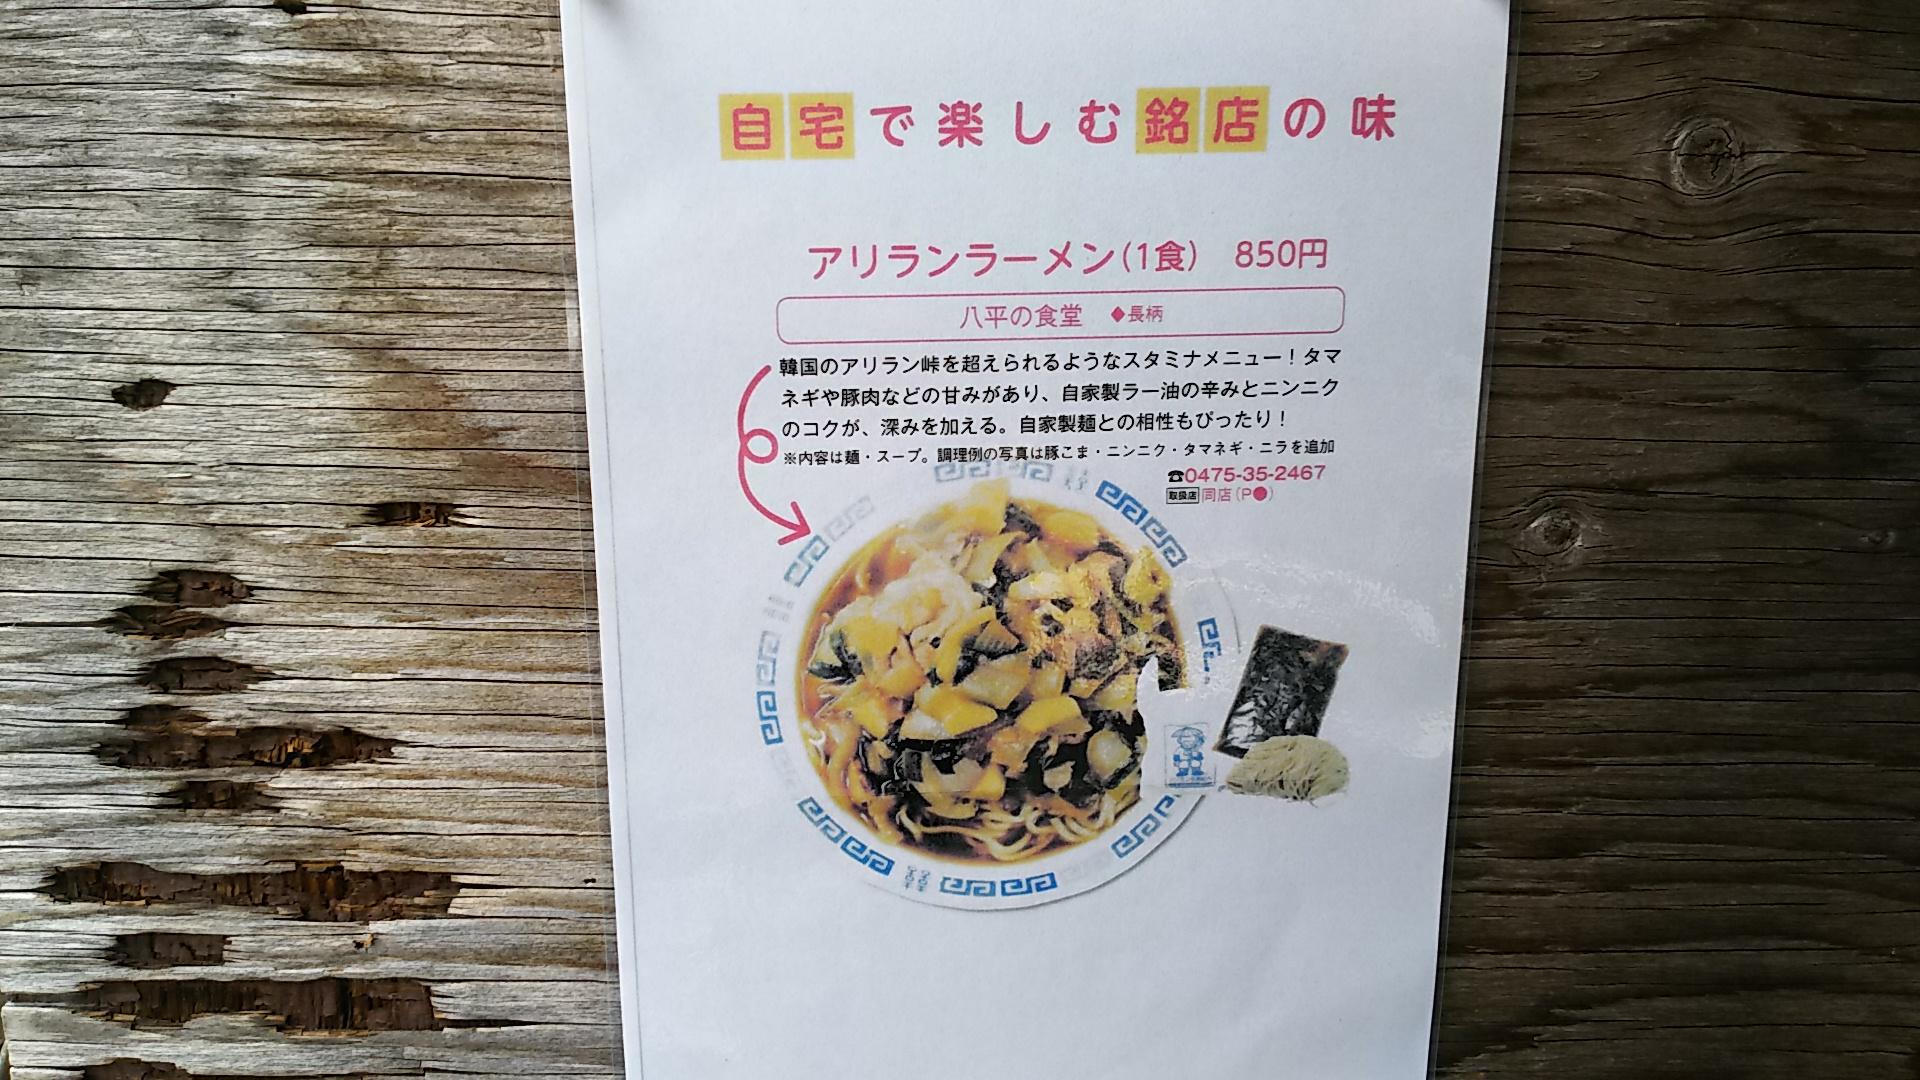 自宅で楽しむ銘店の味
アリランラーメン(1食) 850円
八平の食堂 ◆長柄
韓国のアリラン峠を超えられるようなスタミナメニュー！タマ
ネギや豚肉などの甘みがあり、自家製ラー油の辛みとニンニク
のコクが、深みを加える。自家製麺との相性もぴったり！
※内容は麺・スープ。調理例の写真は豚こま・ニンニク・タマネギ・ニラを追加
☎0475-35-2467
取扱店 同店（P●）